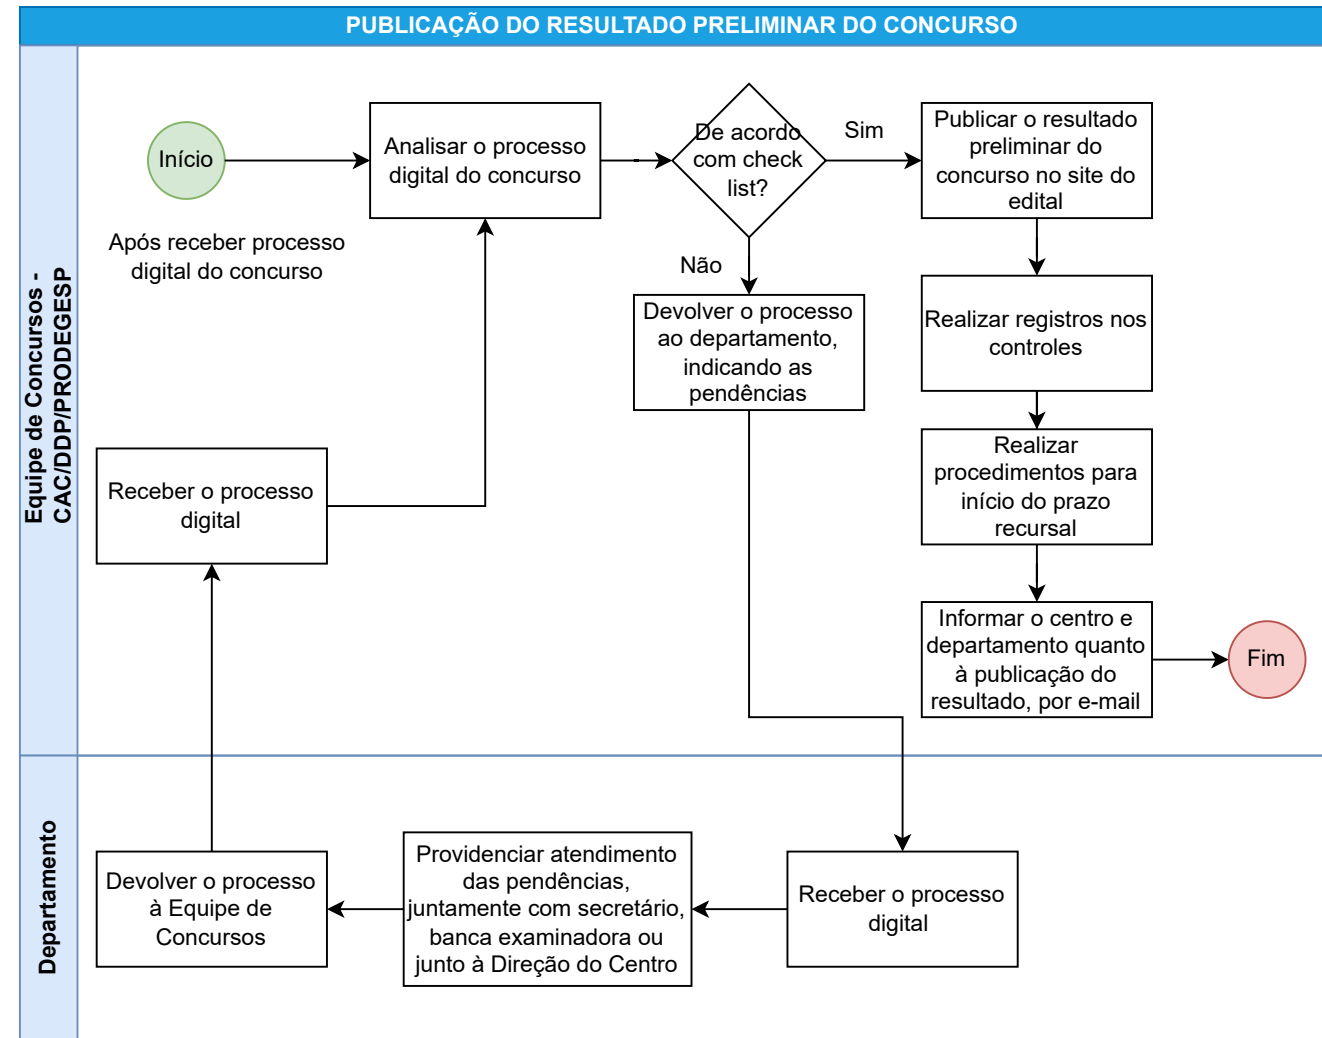 PUBLICAÇÃO DO RESULTADO PRELIMINAR DO CONCURSO
Equipe de Concursos -
CAC/DDP/PRODEGESP
Início
Após receber processo
digital do concurso
Analisar o processo
digital do concurso
De acordo
com check
list?
Sim
Não
Publicar o resultado
preliminar do
concurso no site do
edital
Realizar registros nos
controles
Realizar
procedimentos para
início do prazo
recursal
Informar o centro e
departamento quanto
à publicação do
resultado, por e-mail
Fim
Devolver o processo
ao departamento,
indicando as
pendências
Receber o processo
digital
Departamento
Devolver o processo
à Equipe de
Concursos
Providenciar atendimento
das pendências,
juntamente com secretário,
banca examinadora ou
junto à Direção do Centro
Receber o processo
digital